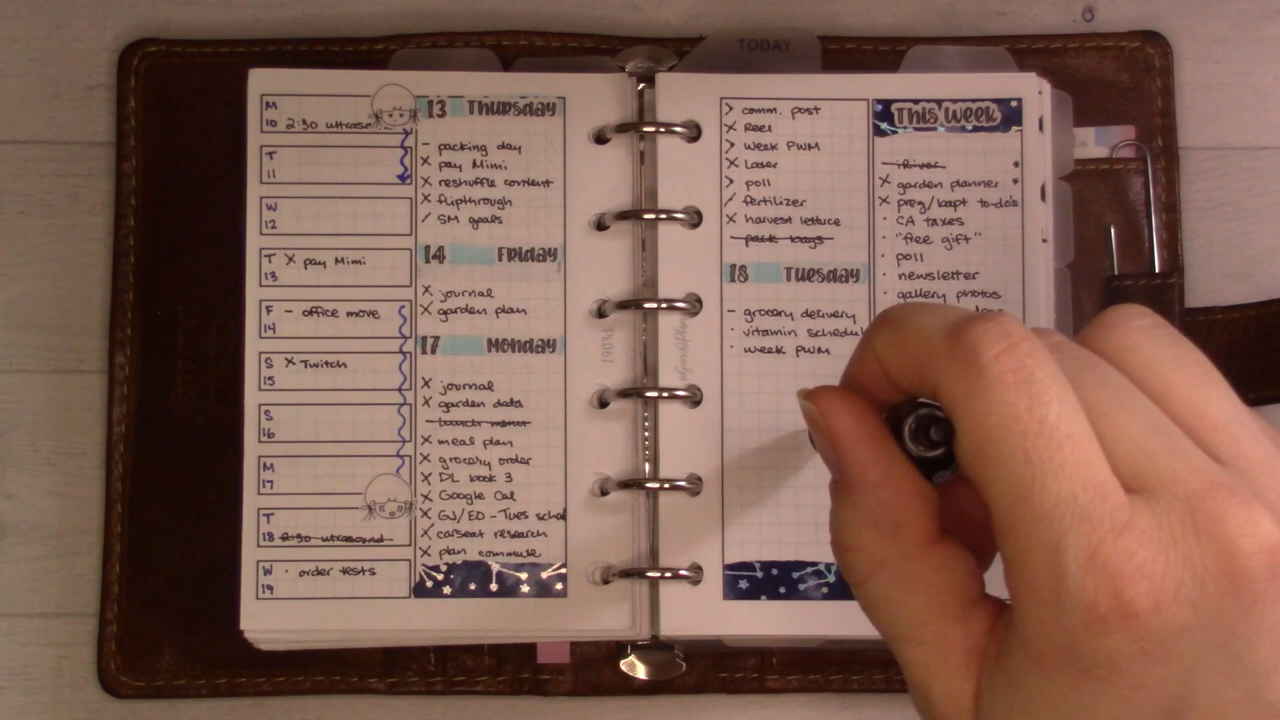 TODAY
M
10 2:30
T
11
W
12
T × pay Mimi
13
F - office move
14
S × Twitch
15
S
16
M
17
T
18 2:30 ultrasound
W · order tests
19
13 Thursday
- packing day
× pay Mimi
× reshuffle content
× flipthrough
/ SM goals
14 Friday
× journal
× garden plan
17 Monday
× journal
× garden data
× meal plan
× grocery order
× DL book 3
× Google Cal
× GJ/EO - Tues
× carseat research
× plan commute
> comm. post
× Reel
> week PWM
× Laser
> poll
/ fertilizer
× harvest lettuce
pack bags
18 Tuesday
- grocery delivery
· vitamin
· week PWM
This Week
× garden planner *
× preg/bapt to-do's
· CA taxes
· "free gift"
· poll
· newsletter
· gallery photos